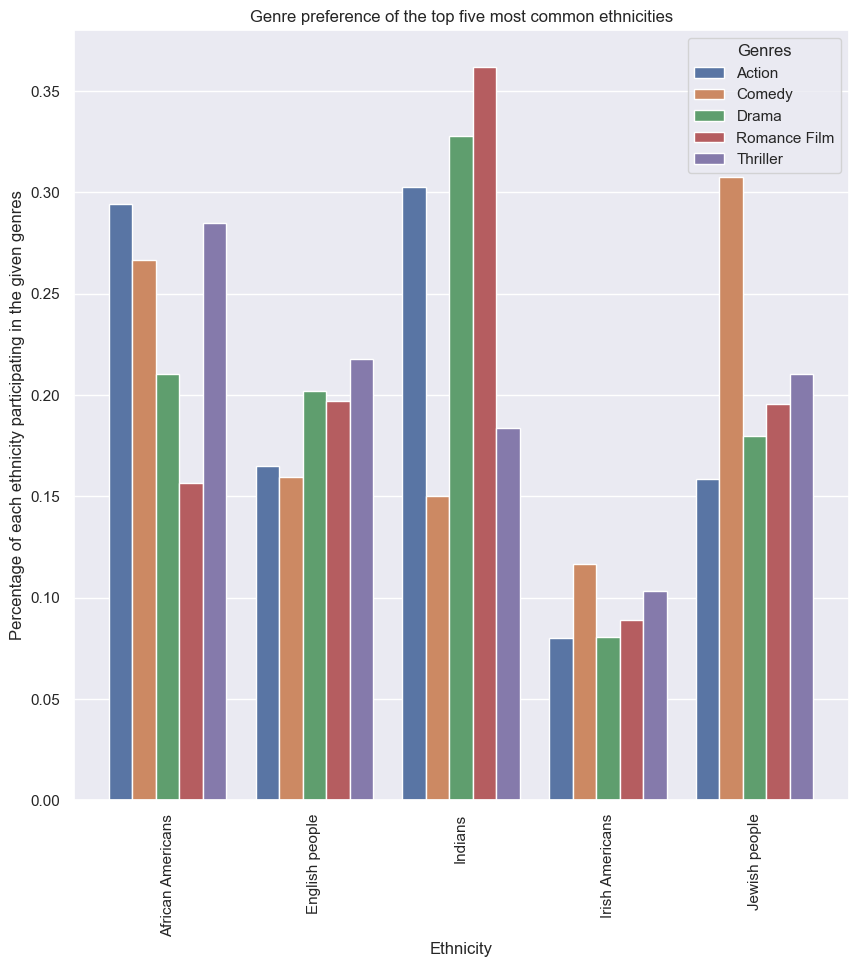 Genre preference of the top five most common ethnicities
Genres
Action
Comedy
Drama
Romance Film
Thriller
Percentage of each ethnicity participating in the given genres
0.35
0.30
0.25
0.20
0.15
0.10
0.05
0.00
African Americans
English people
Indians
Irish Americans
Jewish people
Ethnicity